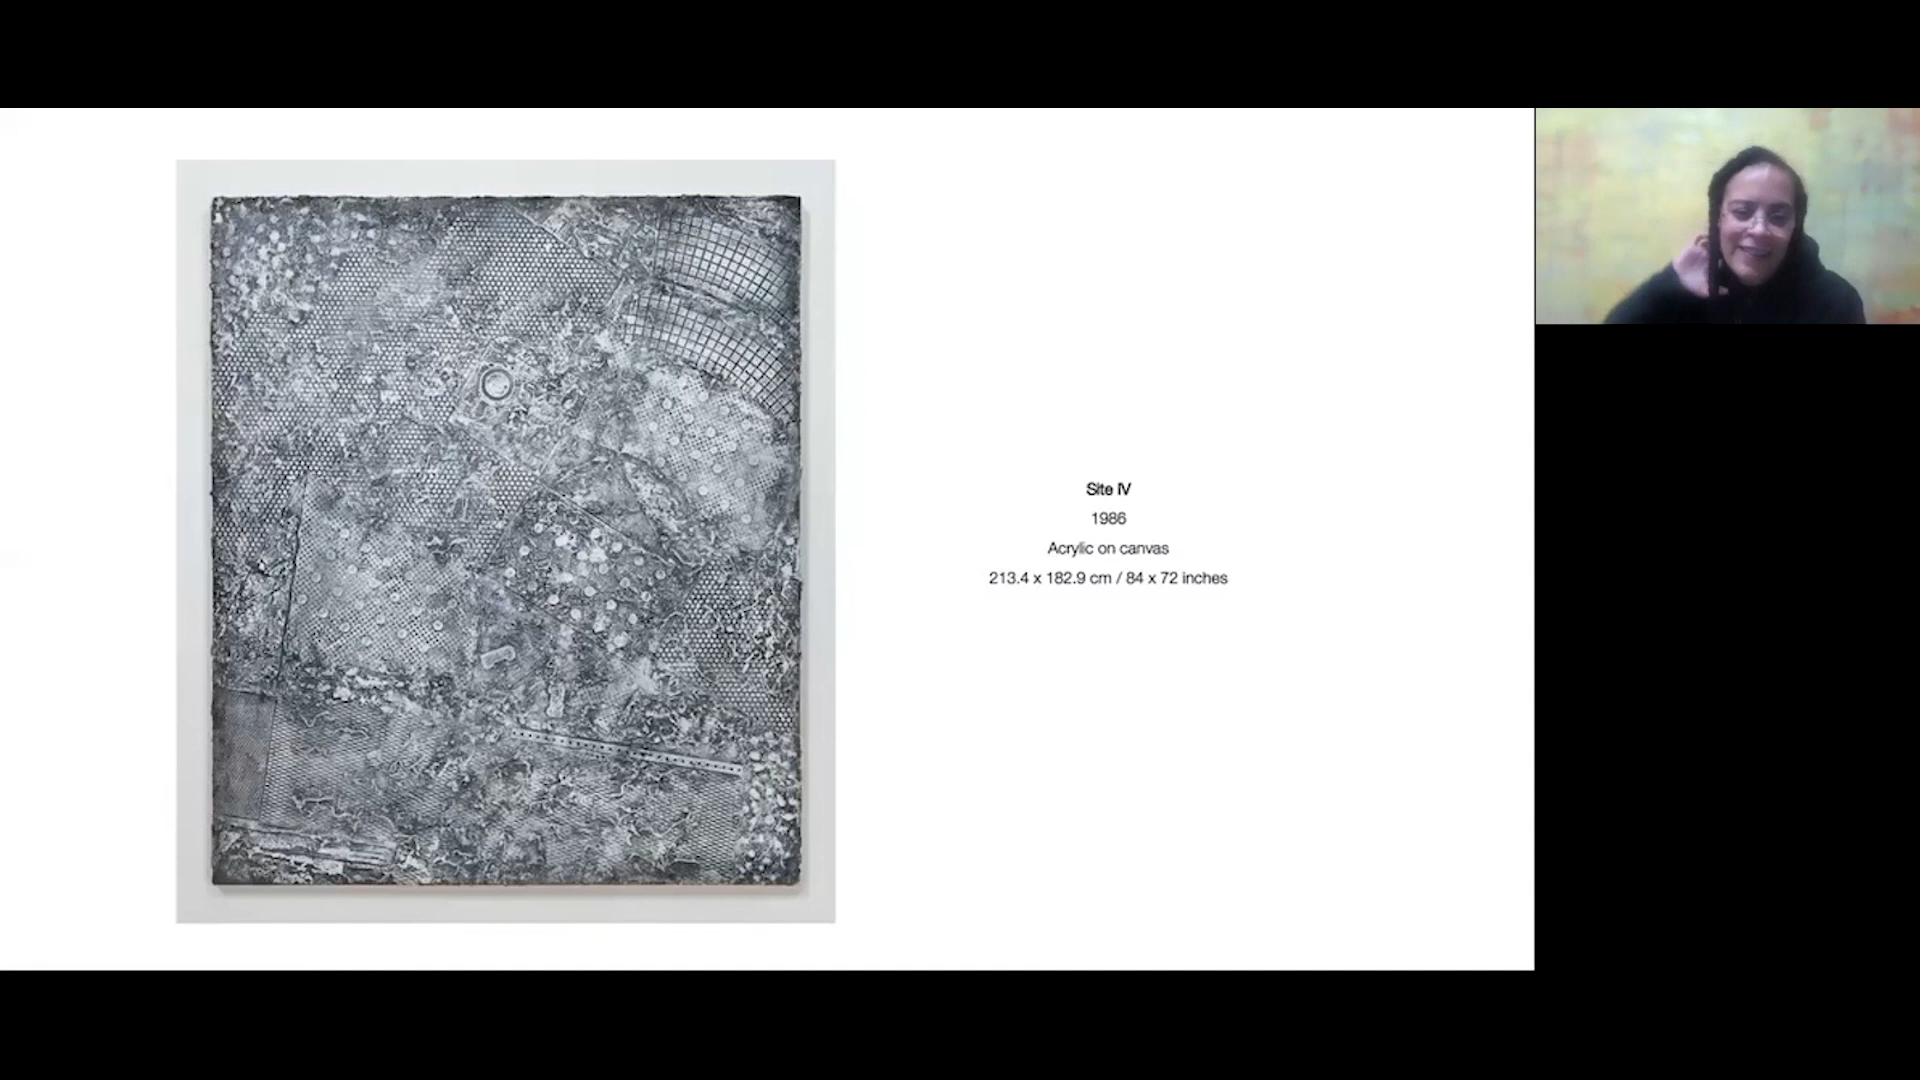 Site IV
1986
Acrylic on canvas
213.4 x 182.9 cm / 84 x 72 inches